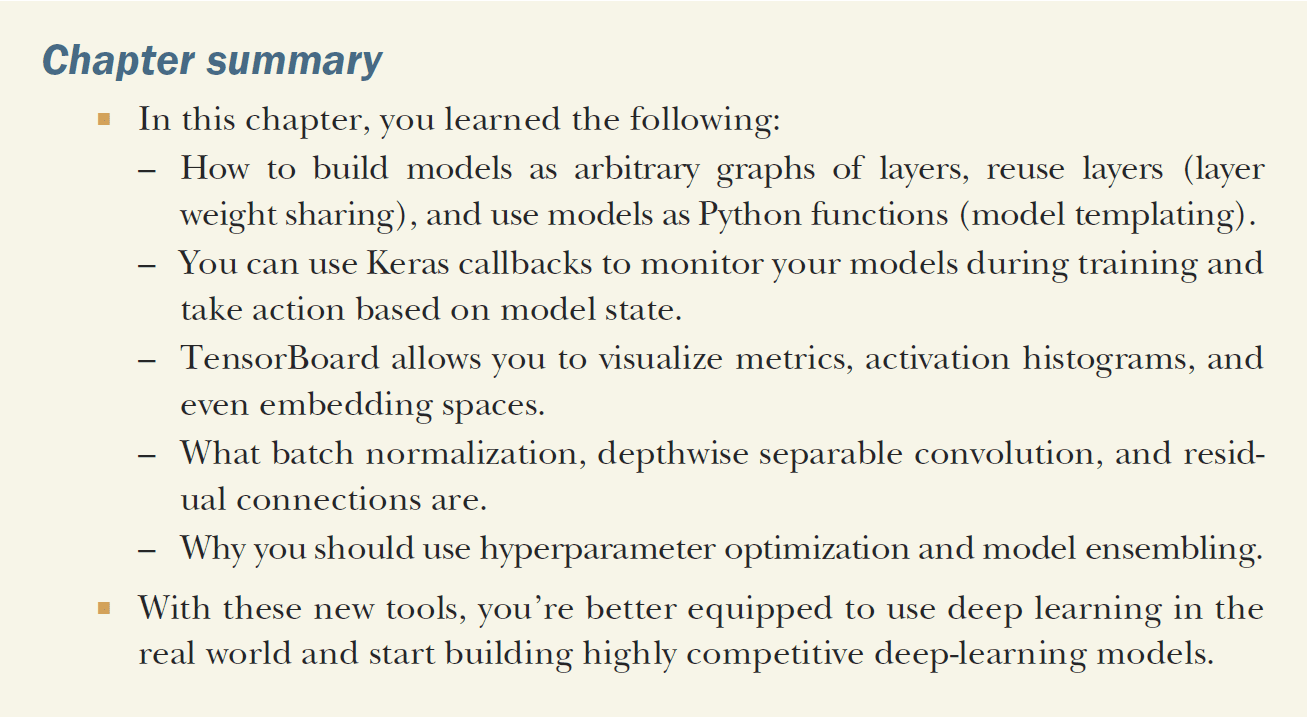 Chapter summary
■ In this chapter, you learned the following:
– How to build models as arbitrary graphs of layers, reuse layers (layer
weight sharing), and use models as Python functions (model templating).
– You can use Keras callbacks to monitor your models during training and
take action based on model state.
– TensorBoard allows you to visualize metrics, activation histograms, and
even embedding spaces.
– What batch normalization, depthwise separable convolution, and resid-
ual connections are.
– Why you should use hyperparameter optimization and model ensembling.
■ With these new tools, you’re better equipped to use deep learning in the
real world and start building highly competitive deep-learning models.